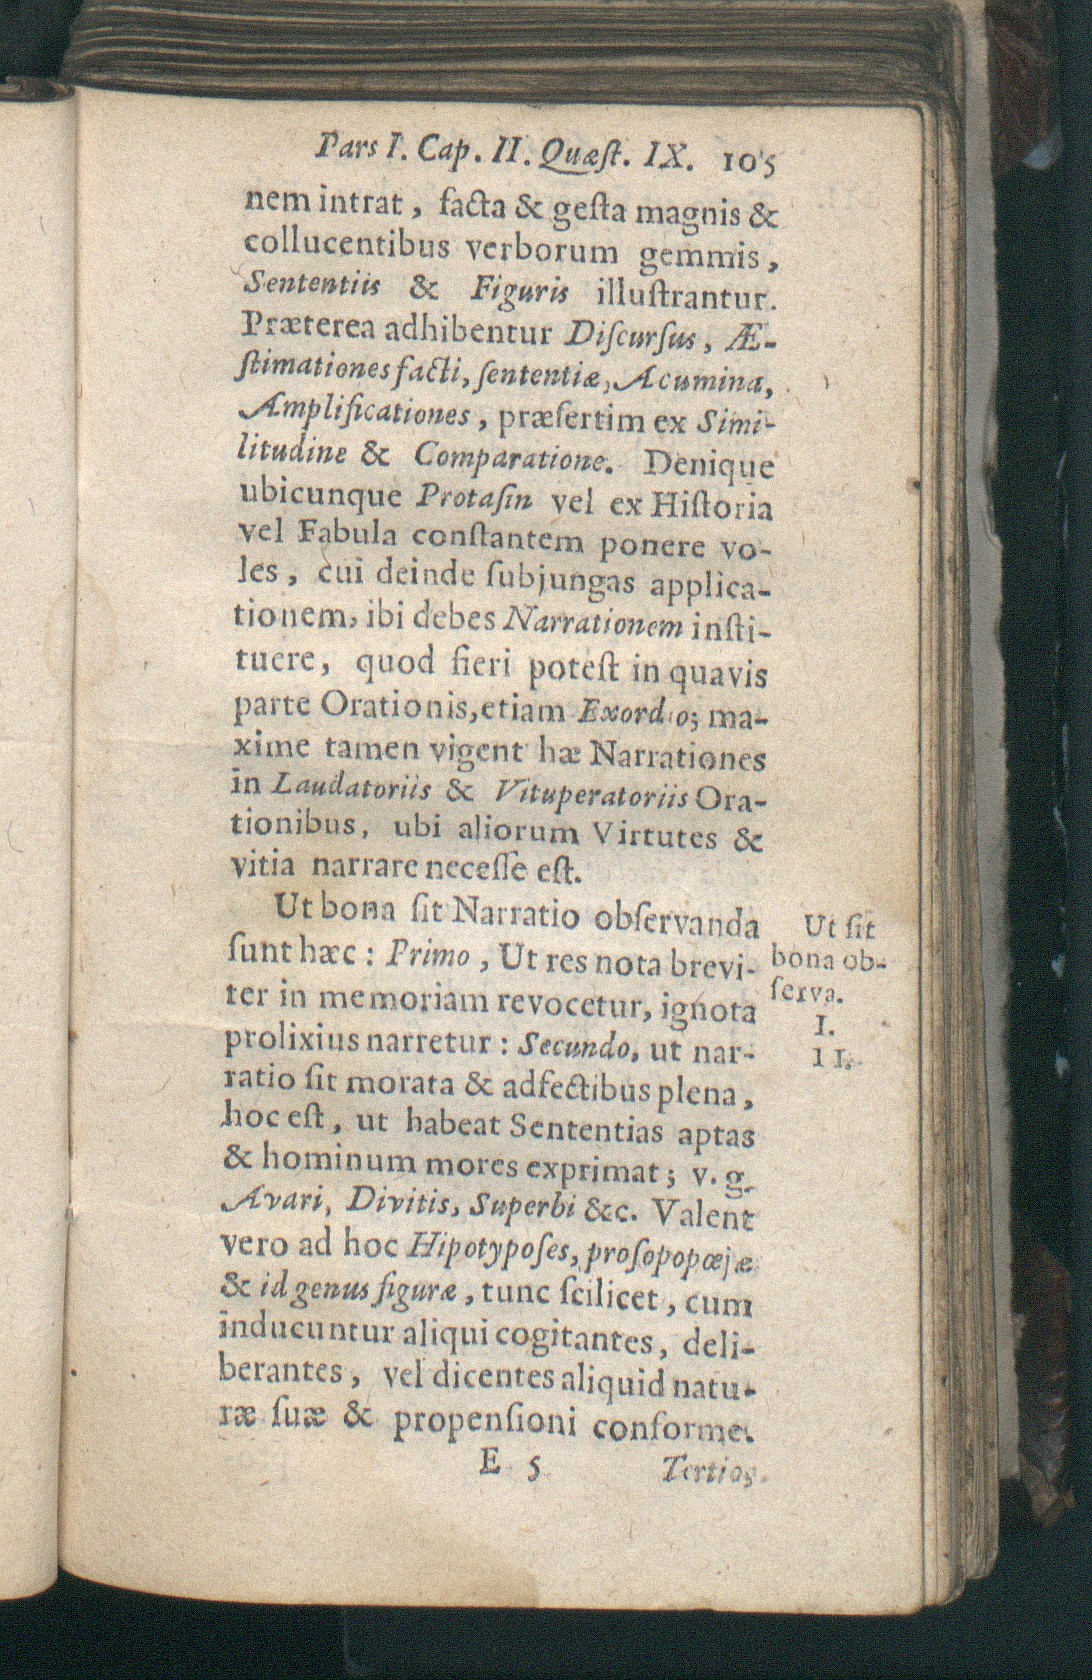 Pars I. Cap. II. Quæſt. IX. 105
nem intrat, facta & geſta magnis &
collucentibus verborum gemmis,
Sententiis & Figuris illuſtrantur.
Præterea adhibentur Diſcurſus, Æ-
ſtimationes facti, ſententiæ, Acumina,
Amplificationes, præſertim ex Simi-
litudine & Comparatione. Denique
ubicunque Protaſin vel ex Hiſtoria
vel Fabula conſtantem ponere vo-
les, cui deinde ſubjungas applica-
tionem, ibi debes Narrationem inſti-
tuere, quod fieri poteſt in quavis
parte Orationis, etiam Exordio; ma-
xime tamen vigent hæ Narrationes
in Laudatoriis & Vituperatoriis Ora-
tionibus, ubi aliorum Virtutes &
vitia narrare neceſſe eſt.
Ut bona ſit Narratio obſervanda
ſunt hæc: Primo, Ut res nota brevi-
ter in memoriam revocetur, ignota
prolixius narretur: Secundo, ut nar-
ratio ſit morata & adfectibus plena,
hoc eſt, ut habeat Sententias aptas
& hominum mores exprimat; v. g.
Avari, Divitis, Superbi &c. Valent
vero ad hoc Hipotypoſes, proſopopœjæ
& id genus figuræ, tunc ſcilicet, cum
inducuntur aliqui cogitantes, deli-
berantes, vel dicentes aliquid natu-
ræ ſuæ & propenſioni conforme.
E 5 Tertio,
Ut ſit
bona ob-
ſerva.
I.
II.